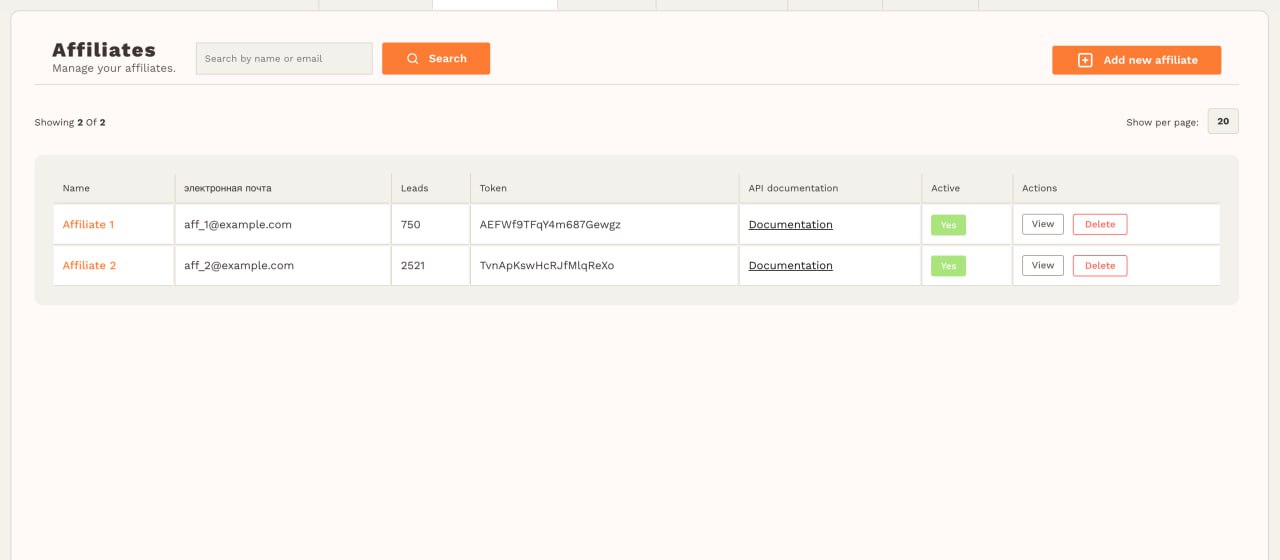 Affiliates
Manage your affiliates.
Search by name or email
Search
Add new affiliate
Showing 2 Of 2
Show per page: 20
Name электронная почта Leads Token API documentation Active Actions
Affiliate 1 aff_1@example.com 750 AEFWf9TFqY4m687Gewgz Documentation Yes View Delete
Affiliate 2 aff_2@example.com 2521 TvnApKswHcRJfMlqReXo Documentation Yes View Delete